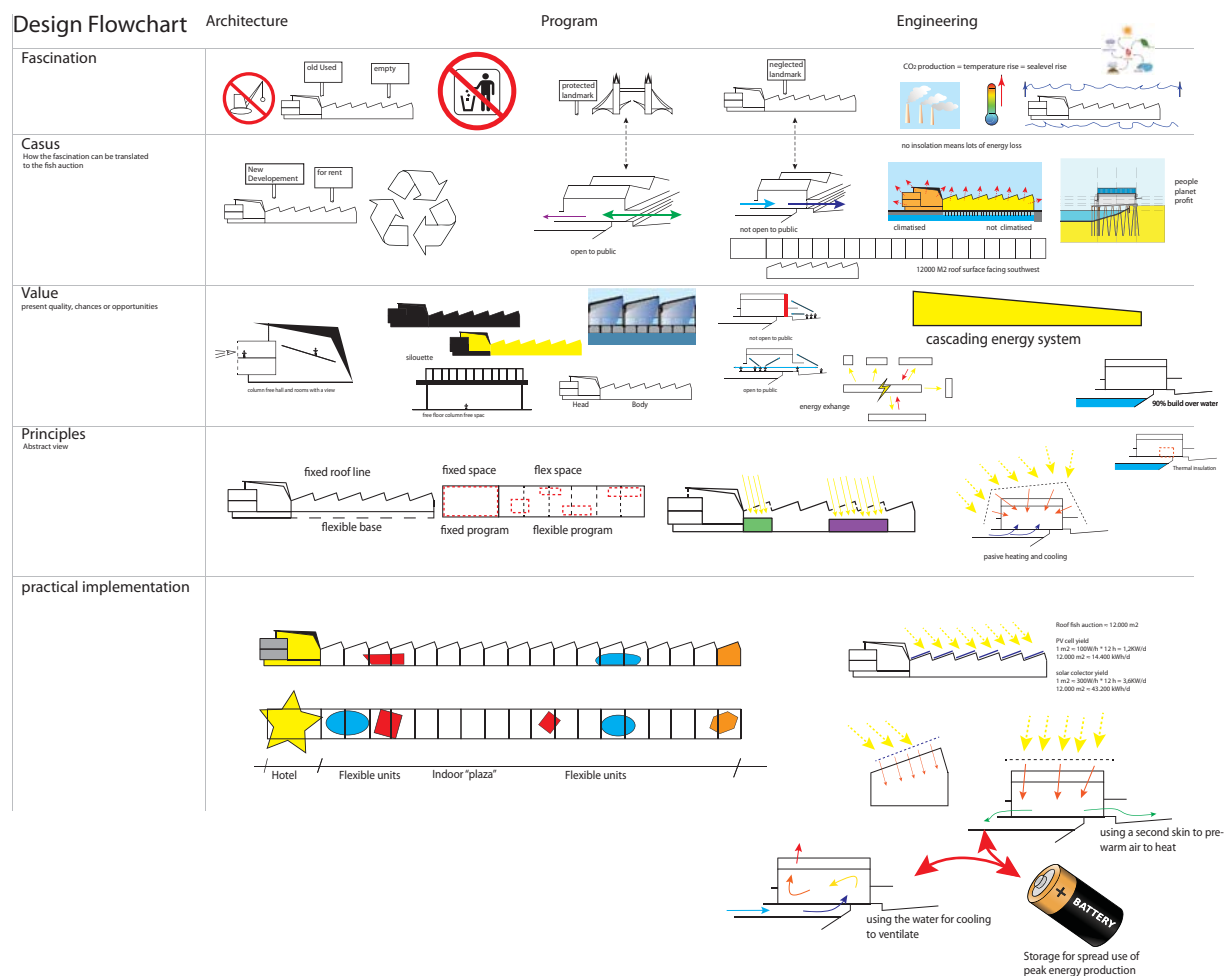 Design Flowchart
Architecture
Program
Engineering
Fascination
old Used
empty
protected
landmark
neglected
landmark
CO2 production = temperature rise = sealevel rise
Casus
How the fascination can be translated
to the fish auction
New
Developement
for rent
open to public
not open to public
no insolation means lots of energy loss
climatised
not climatised
12000 M2 roof surface facing southwest
people
planet
profit
Value
present quality, chances or opportunities
column free hall and rooms with a view
silouette
free floor column free spac
Head
Body
not open to public
open to public
energy exhange
cascading energy system
90% build over water
Principles
Abstract view
fixed roof line
flexible base
fixed space
flex space
fixed program
flexible program
pasive heating and cooling
Thermal insulation
practical implementation
Hotel
Flexible units
Indoor "plaza"
Flexible units
Roof fish auction = 12.000 m2
PV cell yield
1 m2 ≈ 100W/h * 12 h ≈ 1,2KW/d
12.000 m2 ≈ 14.400 kWh/d
solar colector yield
1 m2 ≈ 300W/h * 12 h ≈ 3,6KW/d
12.000 m2 ≈ 43.200 kWh/d
using a second skin to pre-
warm air to heat
using the water for cooling
to ventilate
+
BATTERY
Storage for spread use of
peak energy production